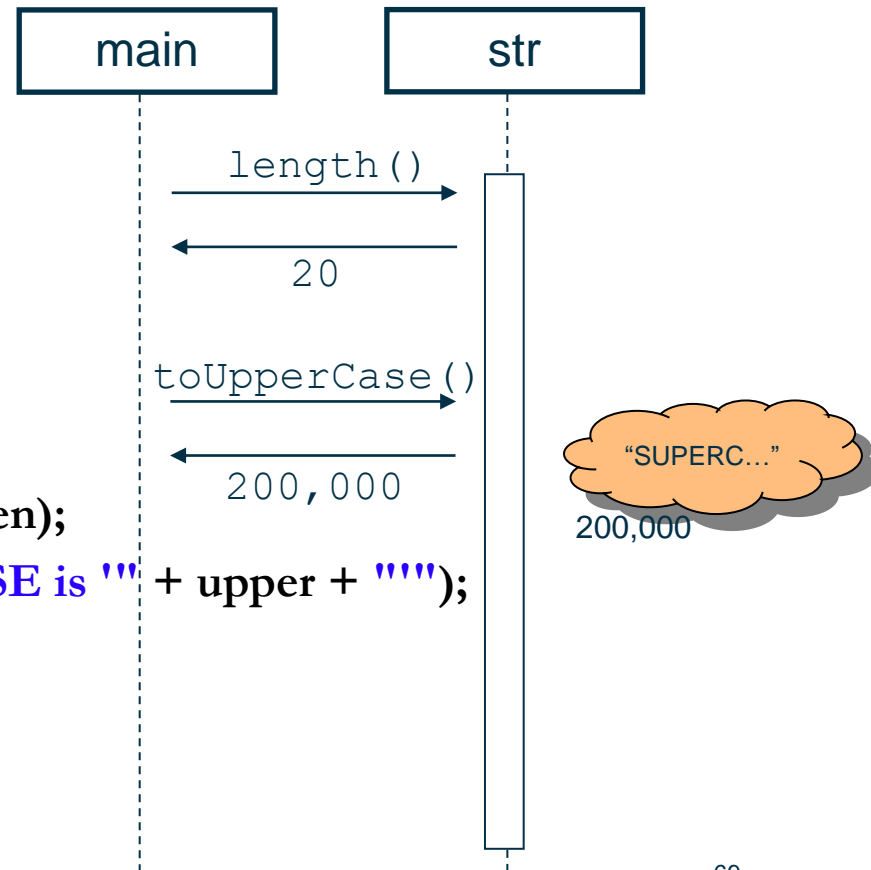 main str
length()
20
toUpperCase()
“SUPERC…”
200,000
en);
200,000
SE is '" + upper + "'");